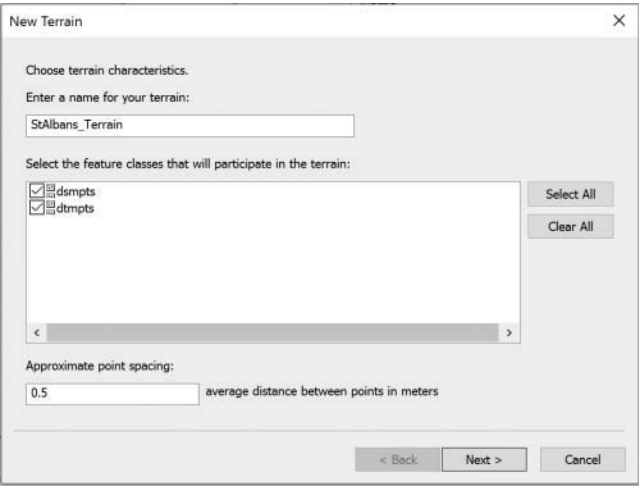 New Terrain
Choose terrain characteristics.
Enter a name for your terrain:
StAlbans_Terrain
Select the feature classes that will participate in the terrain:
dsmpts
dtmpts
Select All
Clear All
Approximate point spacing:
0.5 average distance between points in meters
< Back Next > Cancel